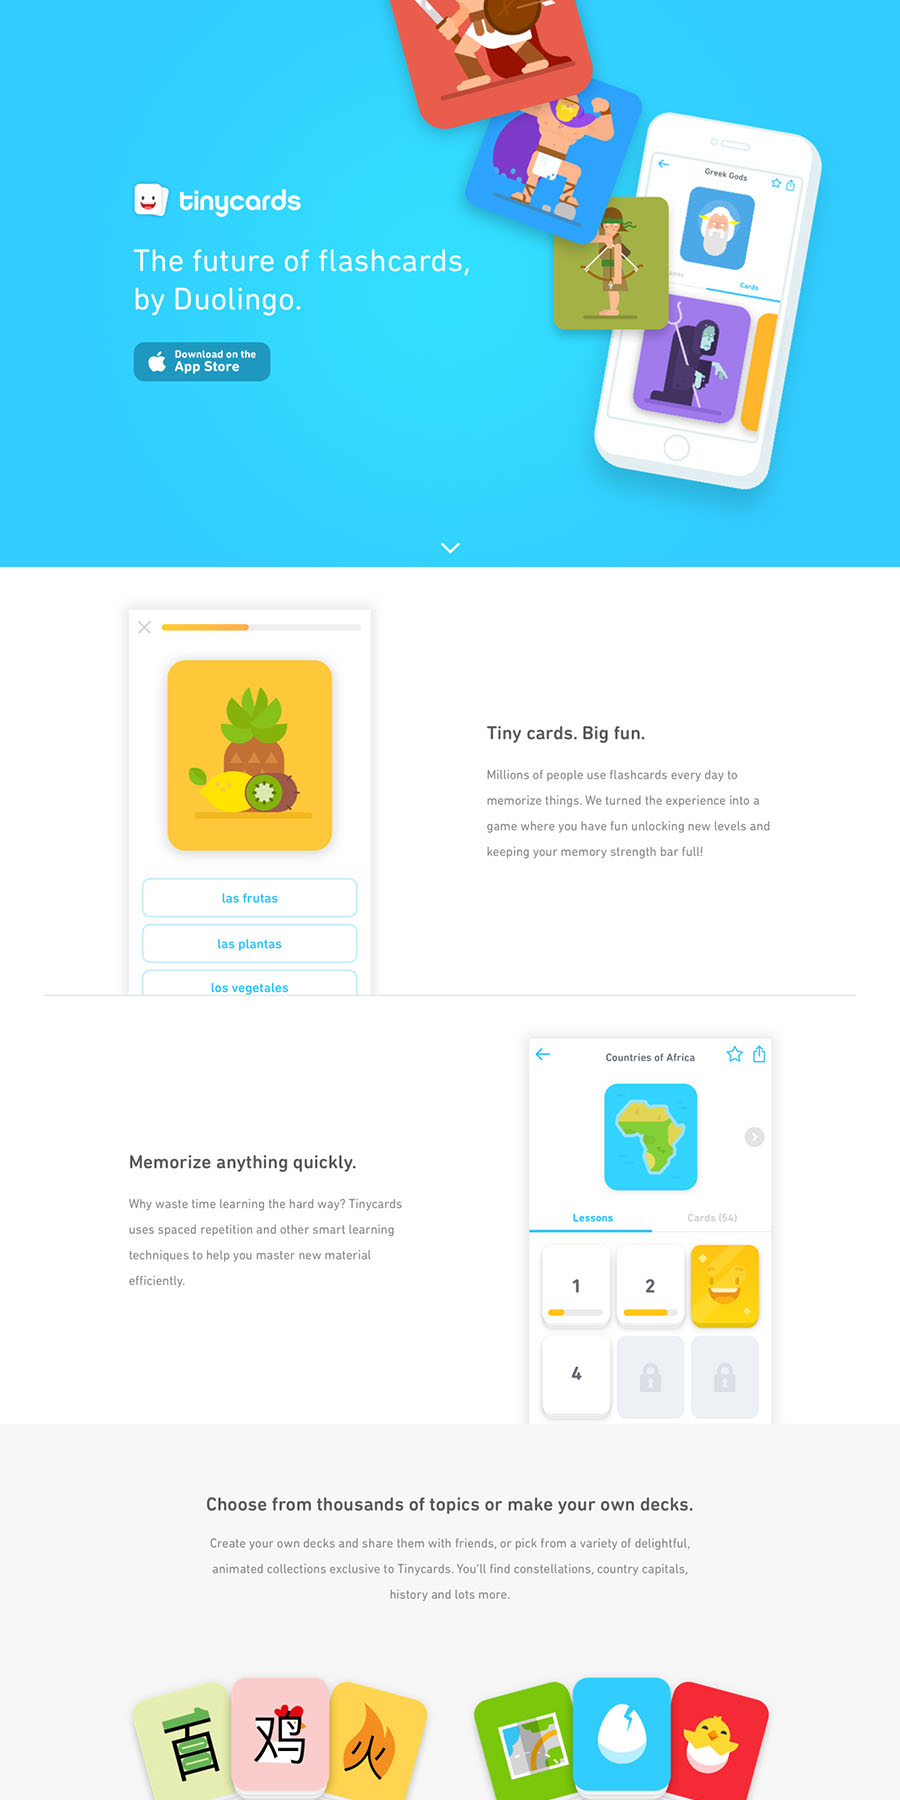 Greek Gods
tinycards
The future of flashcards,
by Duolingo.
Cards
Download on the
App Store
Tiny cards. Big fun.
Millions of people use flashcards every day to
memorize things. We turned the experience into a
game where you have fun unlocking new levels and
keeping your memory strength bar full!
las frutas
las plantas
los vegetales
Countries of Africa
Memorize anything quickly.
Why waste time learning the hard way? Tinycards
uses spaced repetition and other smart learning
techniques to help you master new material
efficiently.
Lessons
Cards (54)
1
2
4
Choose from thousands of topics or make your own decks.
Create your own decks and share them with friends, or pick from a variety of delightful,
animated collections exclusive to Tinycards. You'll find constellations, country capitals,
history and lots more.
百
鸡
火